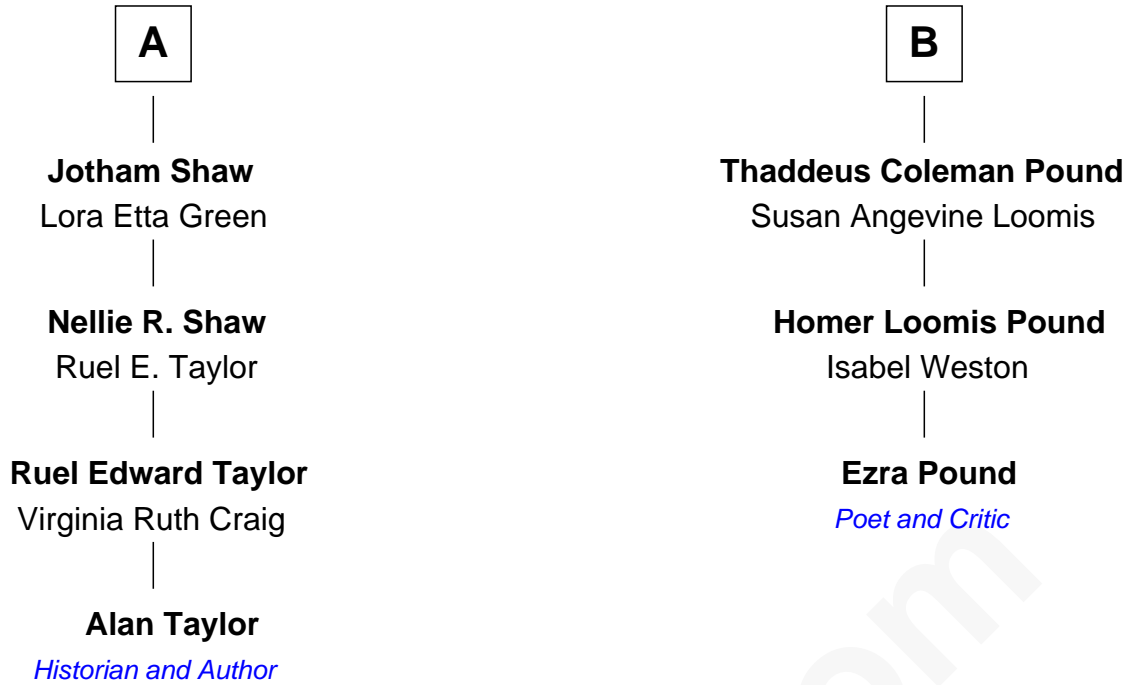 A
Jotham Shaw
Lora Etta Green
Nellie R. Shaw
Ruel E. Taylor
Ruel Edward Taylor
Virginia Ruth Craig
Alan Taylor
Historian and Author
B
Thaddeus Coleman Pound
Susan Angevine Loomis
Homer Loomis Pound
Isabel Weston
Ezra Pound
Poet and Critic
om